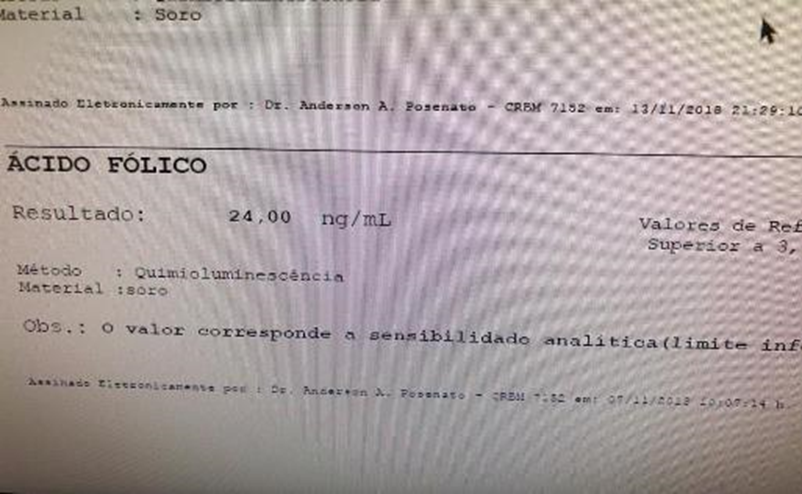 Material : Soro
Assinado Eletronicamente por : Dr. Anderson A. Posenato - CRBM 7152 em: 13/11/2018 21:29:1
ÁCIDO FÓLICO
Resultado: 24,00 ng/mL
Valores de Ref
Superior a 3,
Método : Quimioluminescência
Material :soro
Obs.: O valor corresponde a sensibilidade analitica(limite inf
Assinado Eletronicamente por : Dr. Anderson A. Posenato - CRBM 7152 em: 07/11/2018 h.